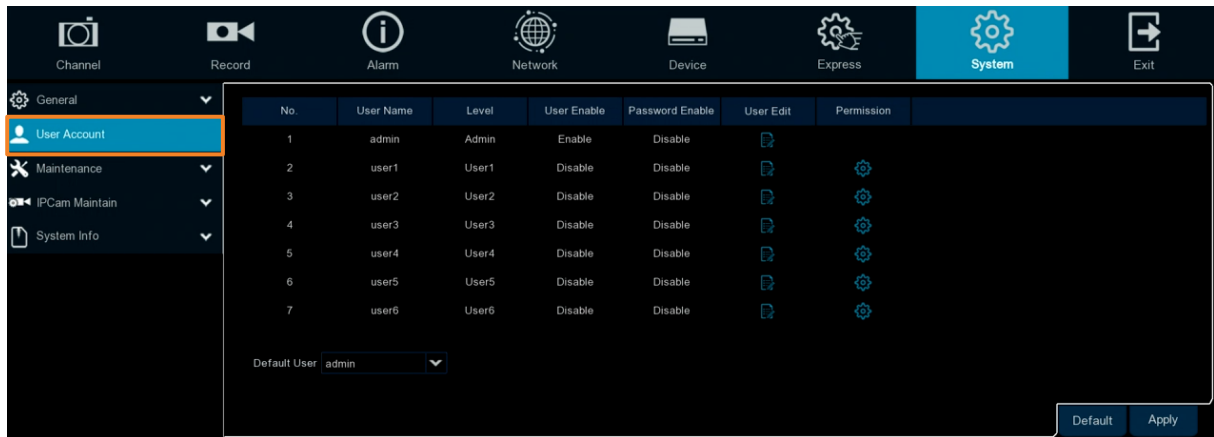 Channel Record Alarm Network Device Express System Exit
General
User Account
Maintenance
IPCam Maintain
System Info
No. User Name Level User Enable Password Enable User Edit Permission
1 admin Admin Enable Disable
2 user1 User1 Disable Disable
3 user2 User2 Disable Disable
4 user3 User3 Disable Disable
5 user4 User4 Disable Disable
6 user5 User5 Disable Disable
7 user6 User6 Disable Disable
Default User admin
Default Apply